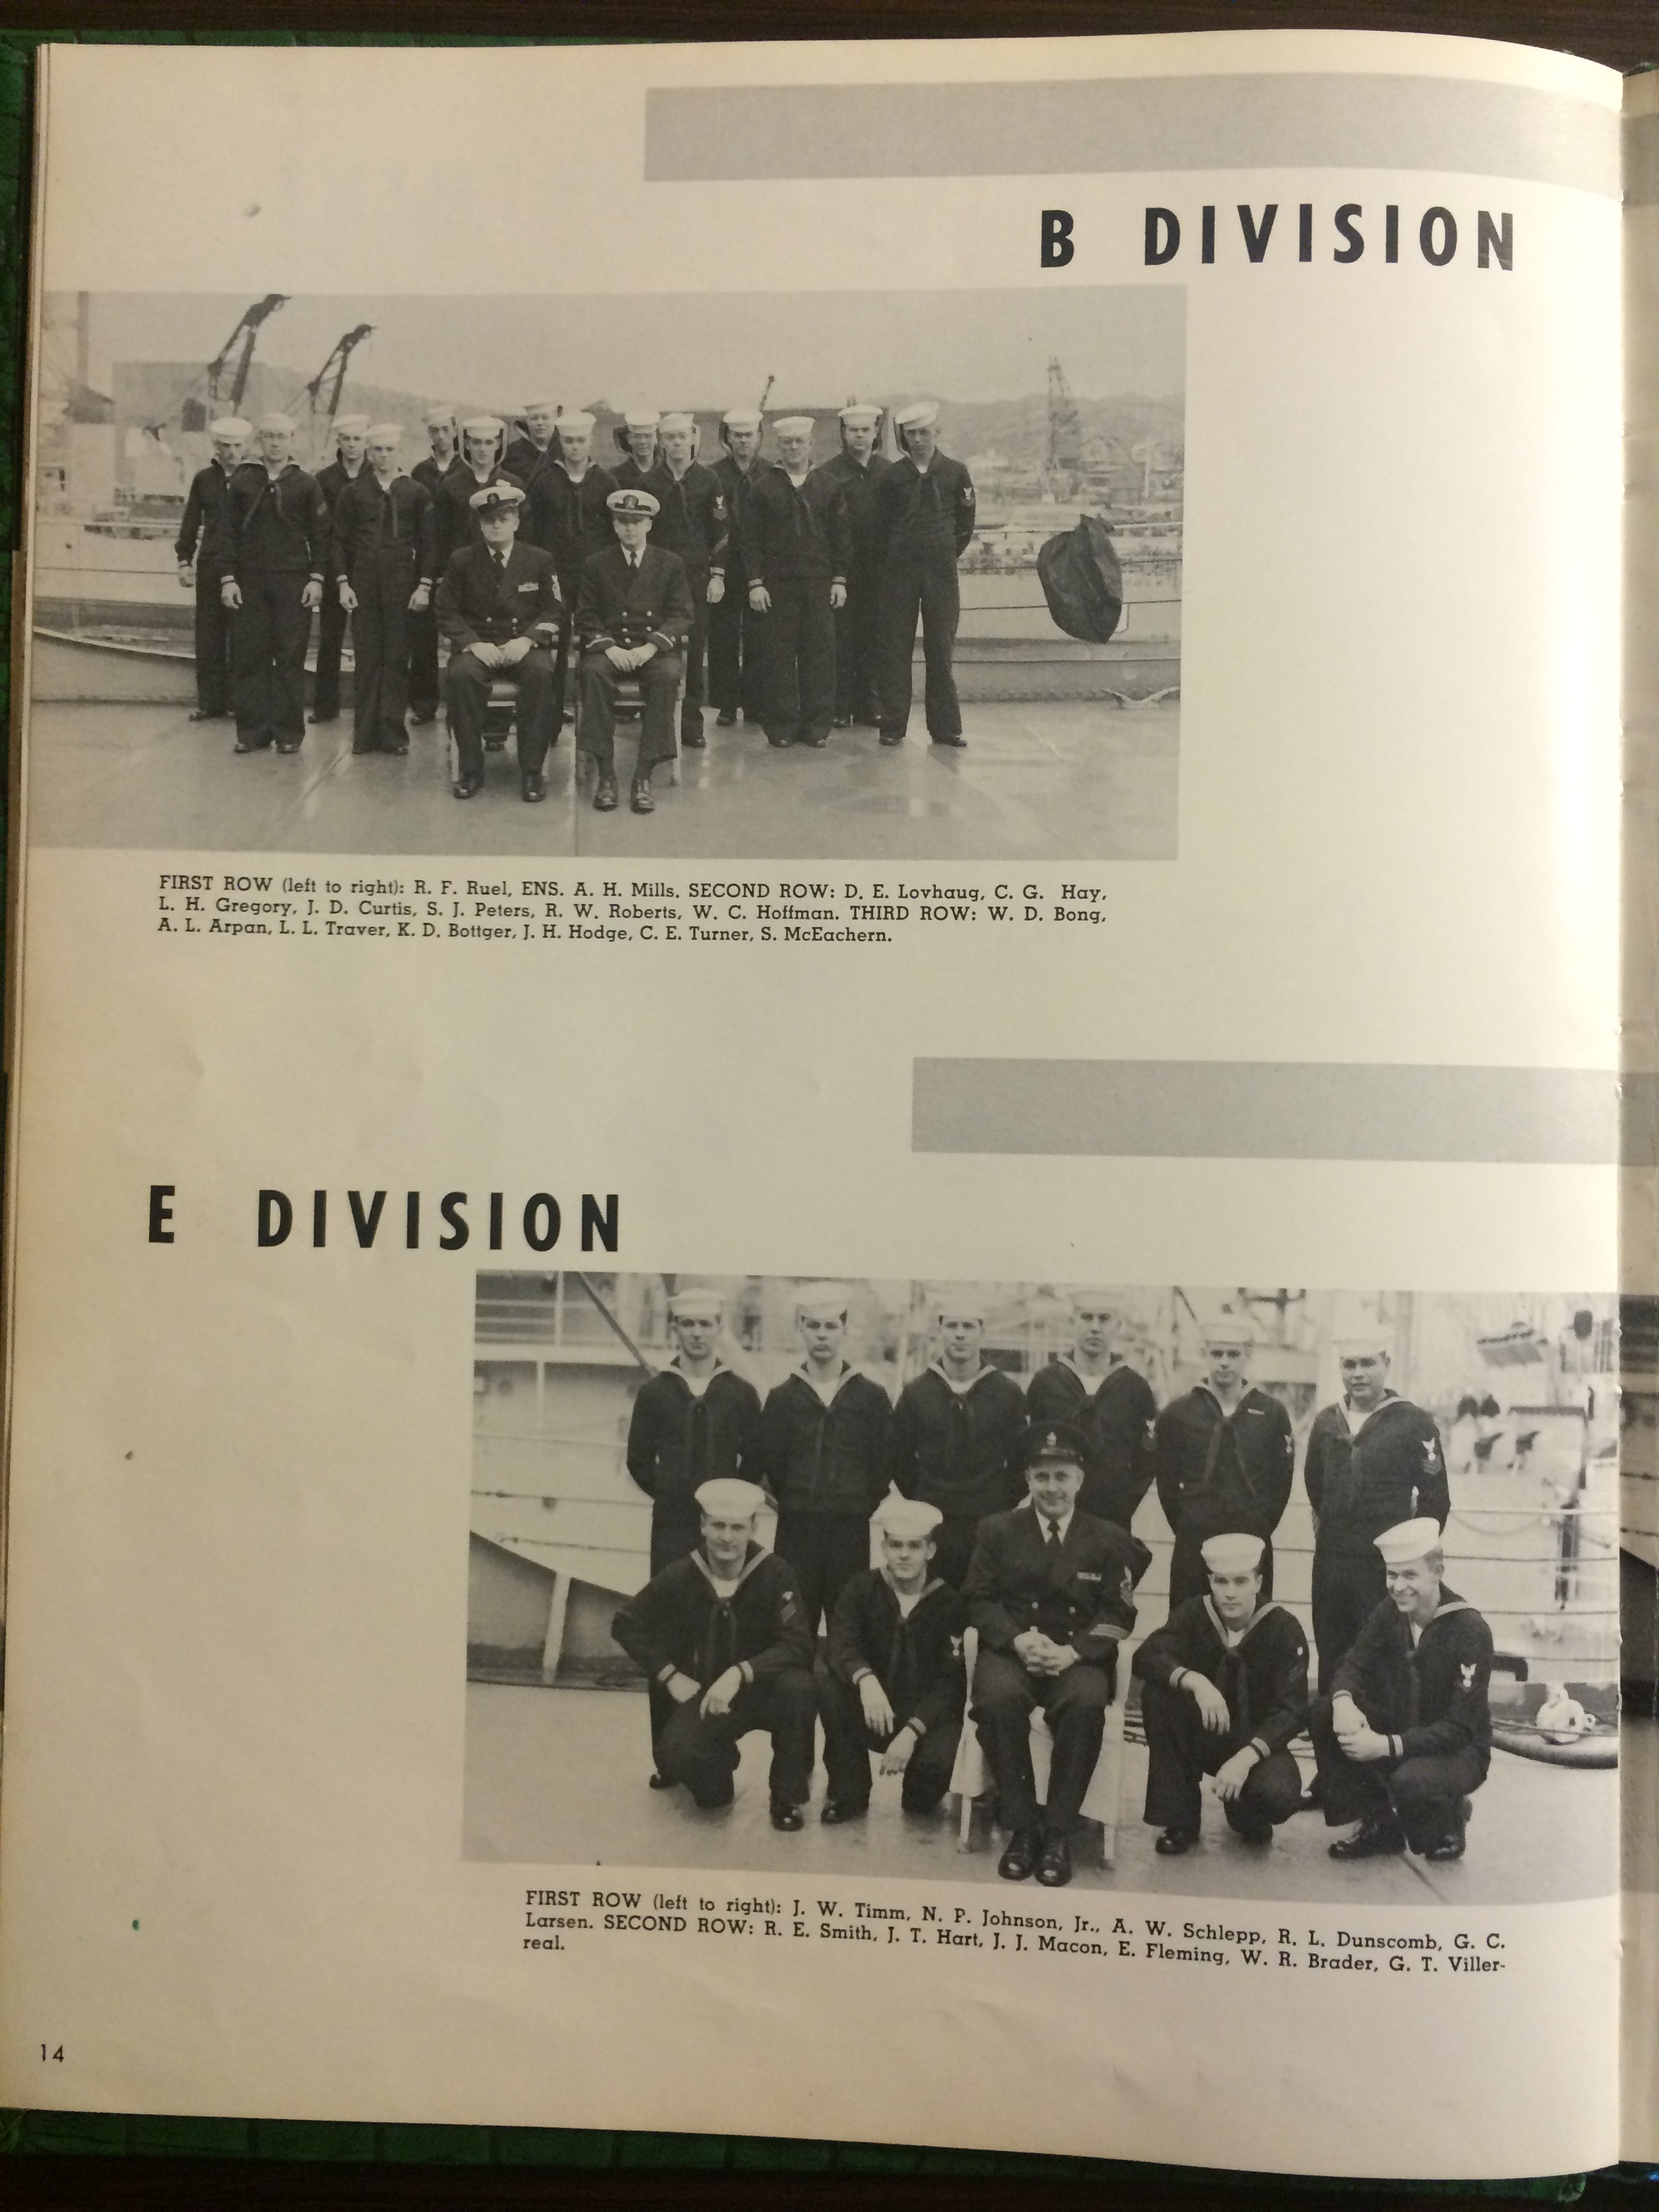 B DIVISION
FIRST ROW (left to right): R. F. Ruel, ENS. A. H. Mills. SECOND ROW: D. E. Lovhaug, C. G. Hay,
L. H. Gregory, J. D. Curtis, S. J. Peters, R. W. Roberts, W. C. Hoffman. THIRD ROW: W. D. Bong,
A. L. Arpan, L. L. Traver, K. D. Bottger, J. H. Hodge, C. E. Turner, S. McEachern.
E DIVISION
FIRST ROW (left to right): J. W. Timm, N. P. Johnson, Jr., A. W. Schlepp, R. L. Dunscomb, G. C.
Larsen. SECOND ROW: R. E. Smith, J. T. Hart, J. J. Macon, E. Fleming, W. R. Brader, G. T. Viller-
real.
14